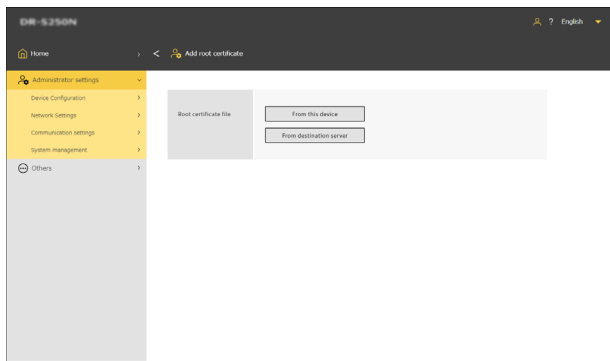 DR-S250N
? English
Home
Add root certificate
Administrator settings
Device Configuration
Network Settings
Communication settings
System management
Others
Root certificate file
From this device
From destination server